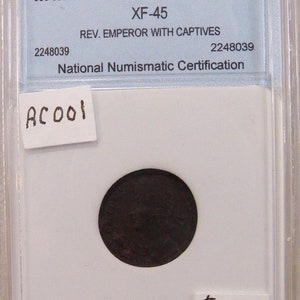 XF-45
REV. EMPEROR WITH CAPTIVES
2248039 2248039
National Numismatic Certification
AC001